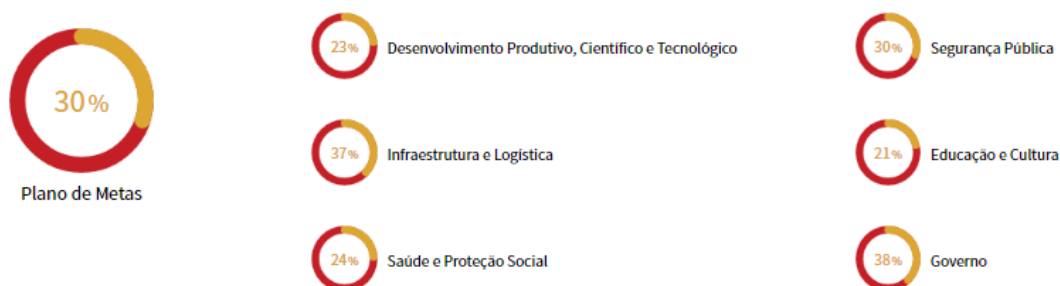 30%
Plano de Metas
23%
Desenvolvimento Produtivo, Científico e Tecnológico
30%
Segurança Pública
37%
Infraestrutura e Logística
21%
Educação e Cultura
24%
Saúde e Proteção Social
38%
Governo